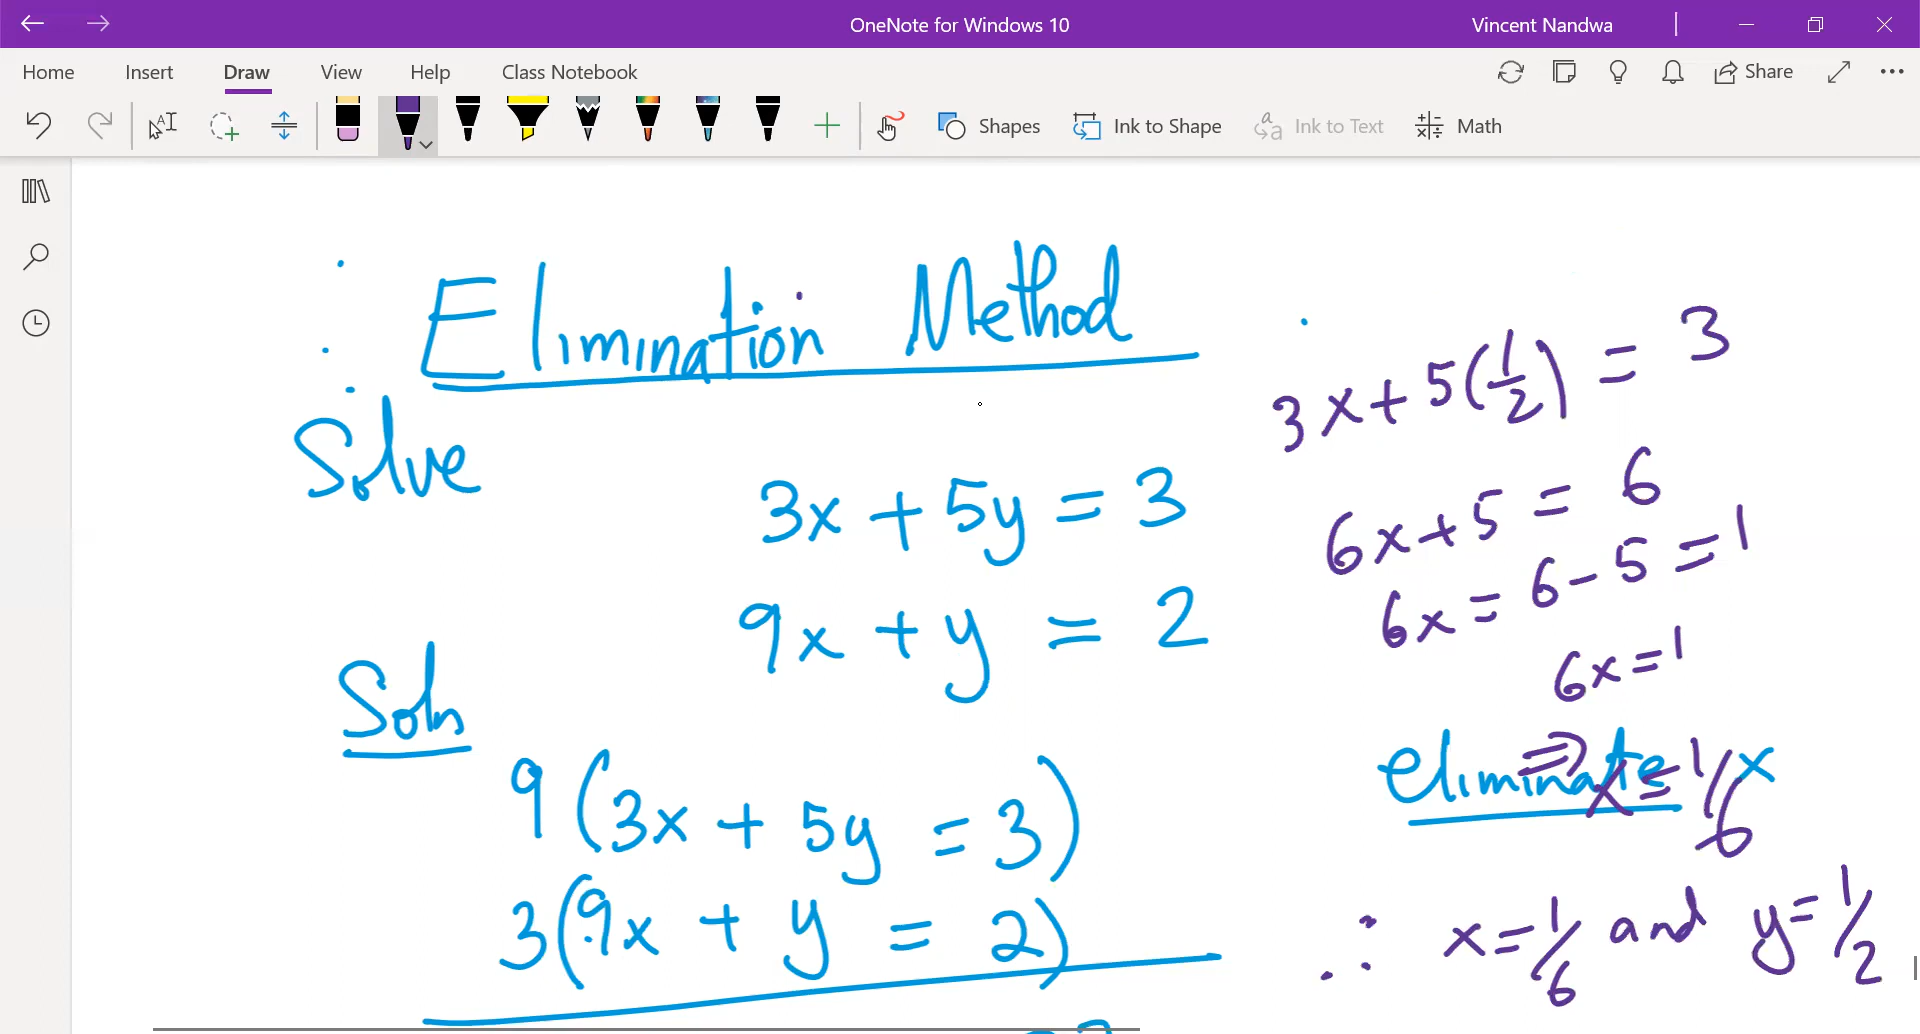 OneNote for Windows 10
Vincent Nandwa
Home Insert Draw View Help Class Notebook
Share
Shapes Ink to Shape Ink to Text Math
Elimination Method
Solve
3x + 5y = 3
9x + y = 2
Soln
9(3x + 5y = 3)
3(9x + y = 2)
3x + 5(1/2) = 3
6x + 5 = 6
6x = 6 - 5 = 1
6x = 1
eliminate x
⇒ x = 1/6
∴ x = 1/6 and y = 1/2